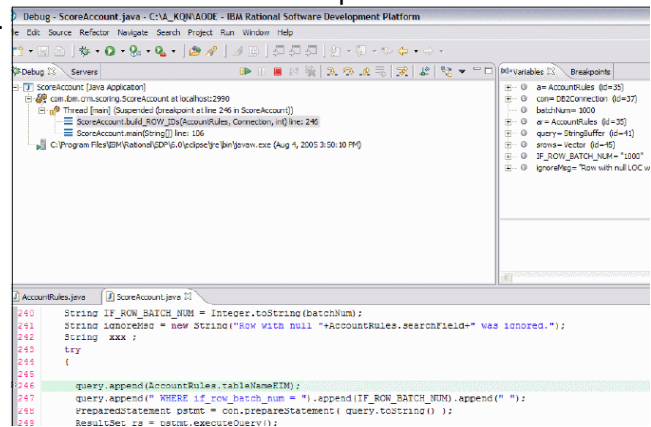 Debug - ScoreAccount.java - C:\A_KQN\AODE - IBM Rational Software Development Platform
Edit Source Refactor Navigate Search Project Run Window Help
Debug Servers
Variables Breakpoints
ScoreAccount [Java Application]
com.ibm.crm.scoring.ScoreAccount at localhost:2990
Thread [main] (Suspended (breakpoint at line 246 in ScoreAccount))
ScoreAccount.build_ROW_IDs(AccountRules, Connection, int) line: 246
ScoreAccount.main(String[]) line: 106
C:\Program Files\IBM\Rational\SDP\6.0\eclipse\jre\bin\javaw.exe (Aug 4, 2005 3:50:10 PM)
a= AccountRules (id=35)
con= DB2Connection (id=37)
batchNum= 1000
ar= AccountRules (id=35)
query= StringBuffer (id=41)
srows= Vector (id=45)
IF_ROW_BATCH_NUM= "1000"
ignoreMsg= "Row with null LOC w
AccountRules.java ScoreAccount.java
240 String IF_ROW_BATCH_NUM = Integer.toString(batchNum);
241 String ignoreMsg = new String("Row with null "+AccountRules.searchField+" was ignored.");
242 String xxx ;
243 try
244 {
245
246 query.append(AccountRules.tableNameEIM);
247 query.append(" WHERE if_row_batch_num = ").append(IF_ROW_BATCH_NUM).append(" ");
248 PreparedStatement pstmt = con.prepareStatement( query.toString() );
249 ResultSet rs = pstmt.executeQuery();